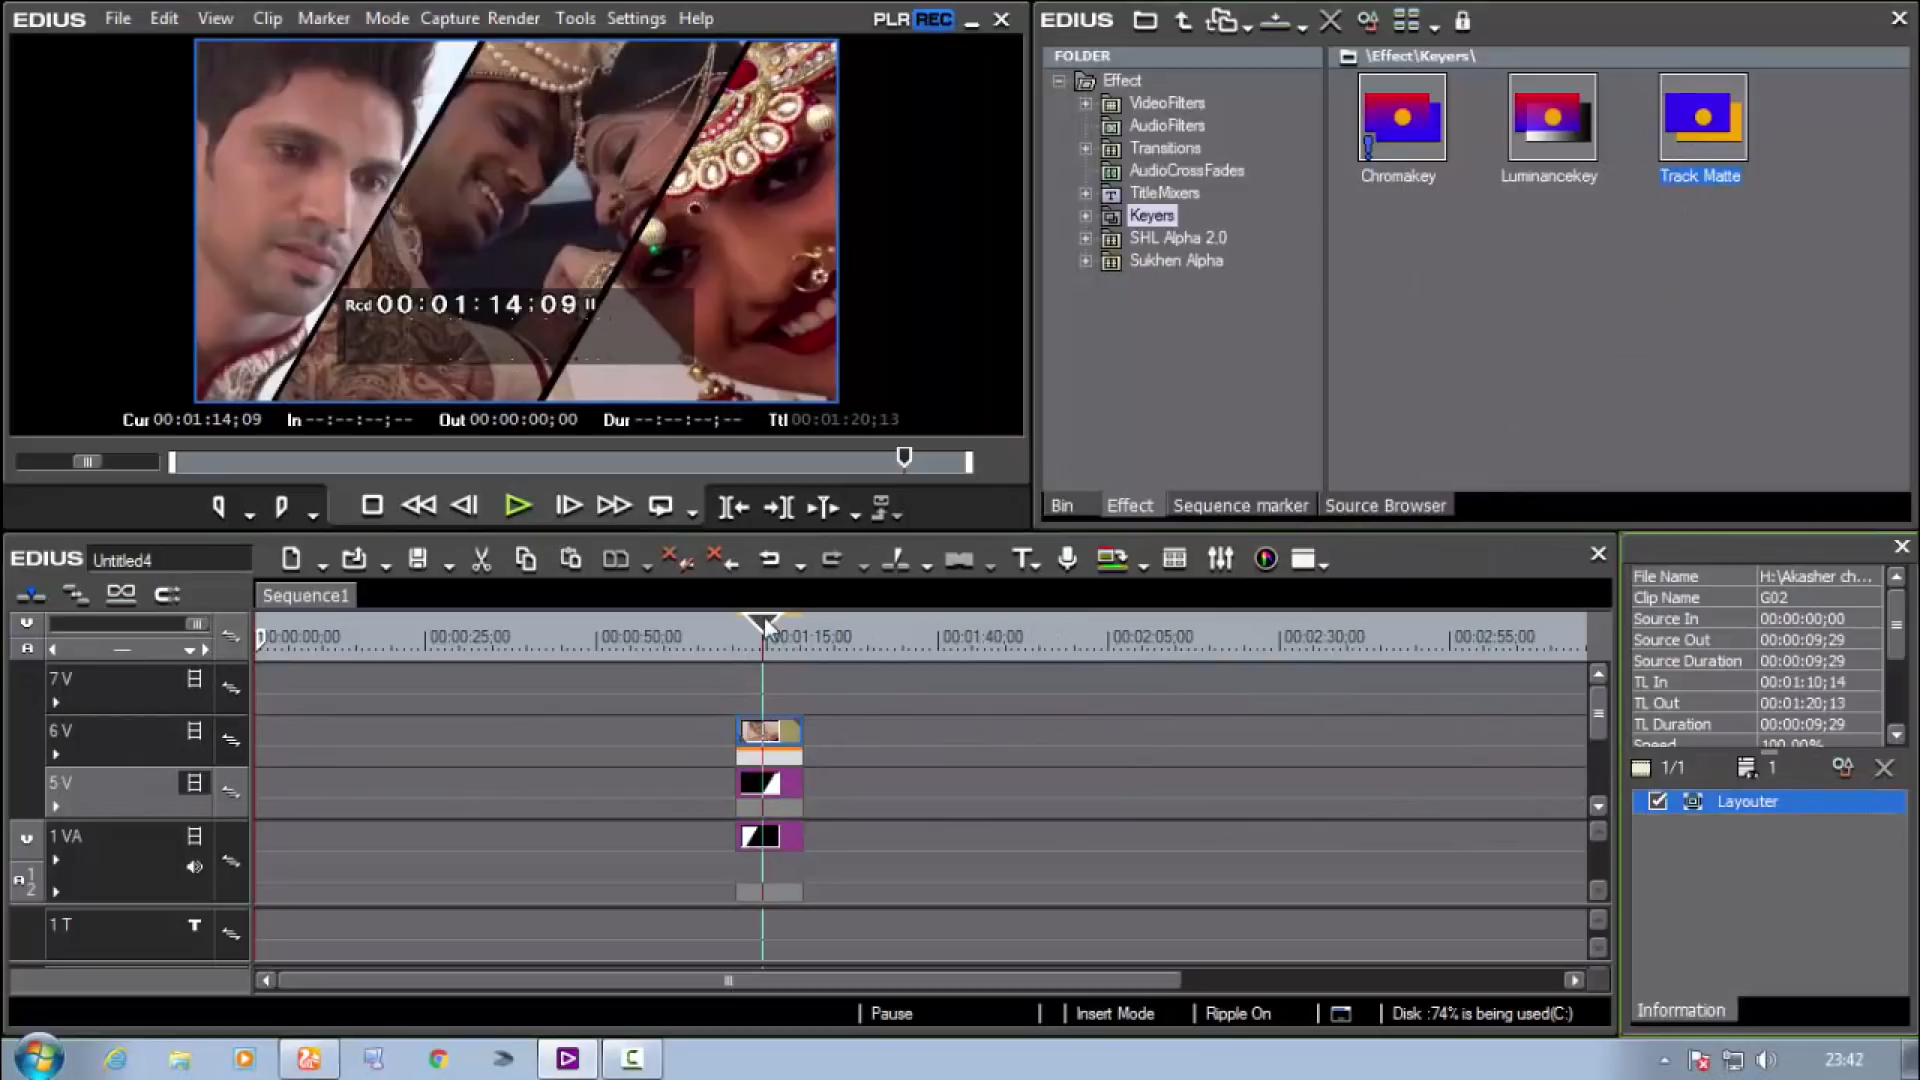 EDIUS File Edit View Clip Marker Mode Capture Render Tools Settings Help PLR REC
Rcd 00:01:14;09
Cur 00:01:14;09 In --:--:--;-- Out 00:00:00;00 Dur --:--:--;-- Ttl 00:01:20;13
EDIUS
FOLDER
\Effect\Keyers\
Effect
VideoFilters
AudioFilters
Transitions
AudioCrossFades
TitleMixers
Keyers
SHL Alpha 2.0
Sukhen Alpha
Chromakey Luminancekey Track Matte
Bin Effect Sequence marker Source Browser
EDIUS Untitled4
Sequence1
00:00:00;00 00:00:25;00 00:00:50;00 00:01:15;00 00:01:40;00 00:02:05;00 00:02:30;00 00:02:55;00
7 V
6 V
5 V
1 VA
1
2
1 T
T
File Name H:\Akasher ch...
Clip Name G02
Source In 00:00:00;00
Source Out 00:00:09;29
Source Duration 00:00:09;29
TL In 00:01:10;14
TL Out 00:01:20;13
TL Duration 00:00:09;29
Speed 100.00%
1/1 1
Layouter
Information
Pause Insert Mode Ripple On Disk :74% is being used(C:)
23:42